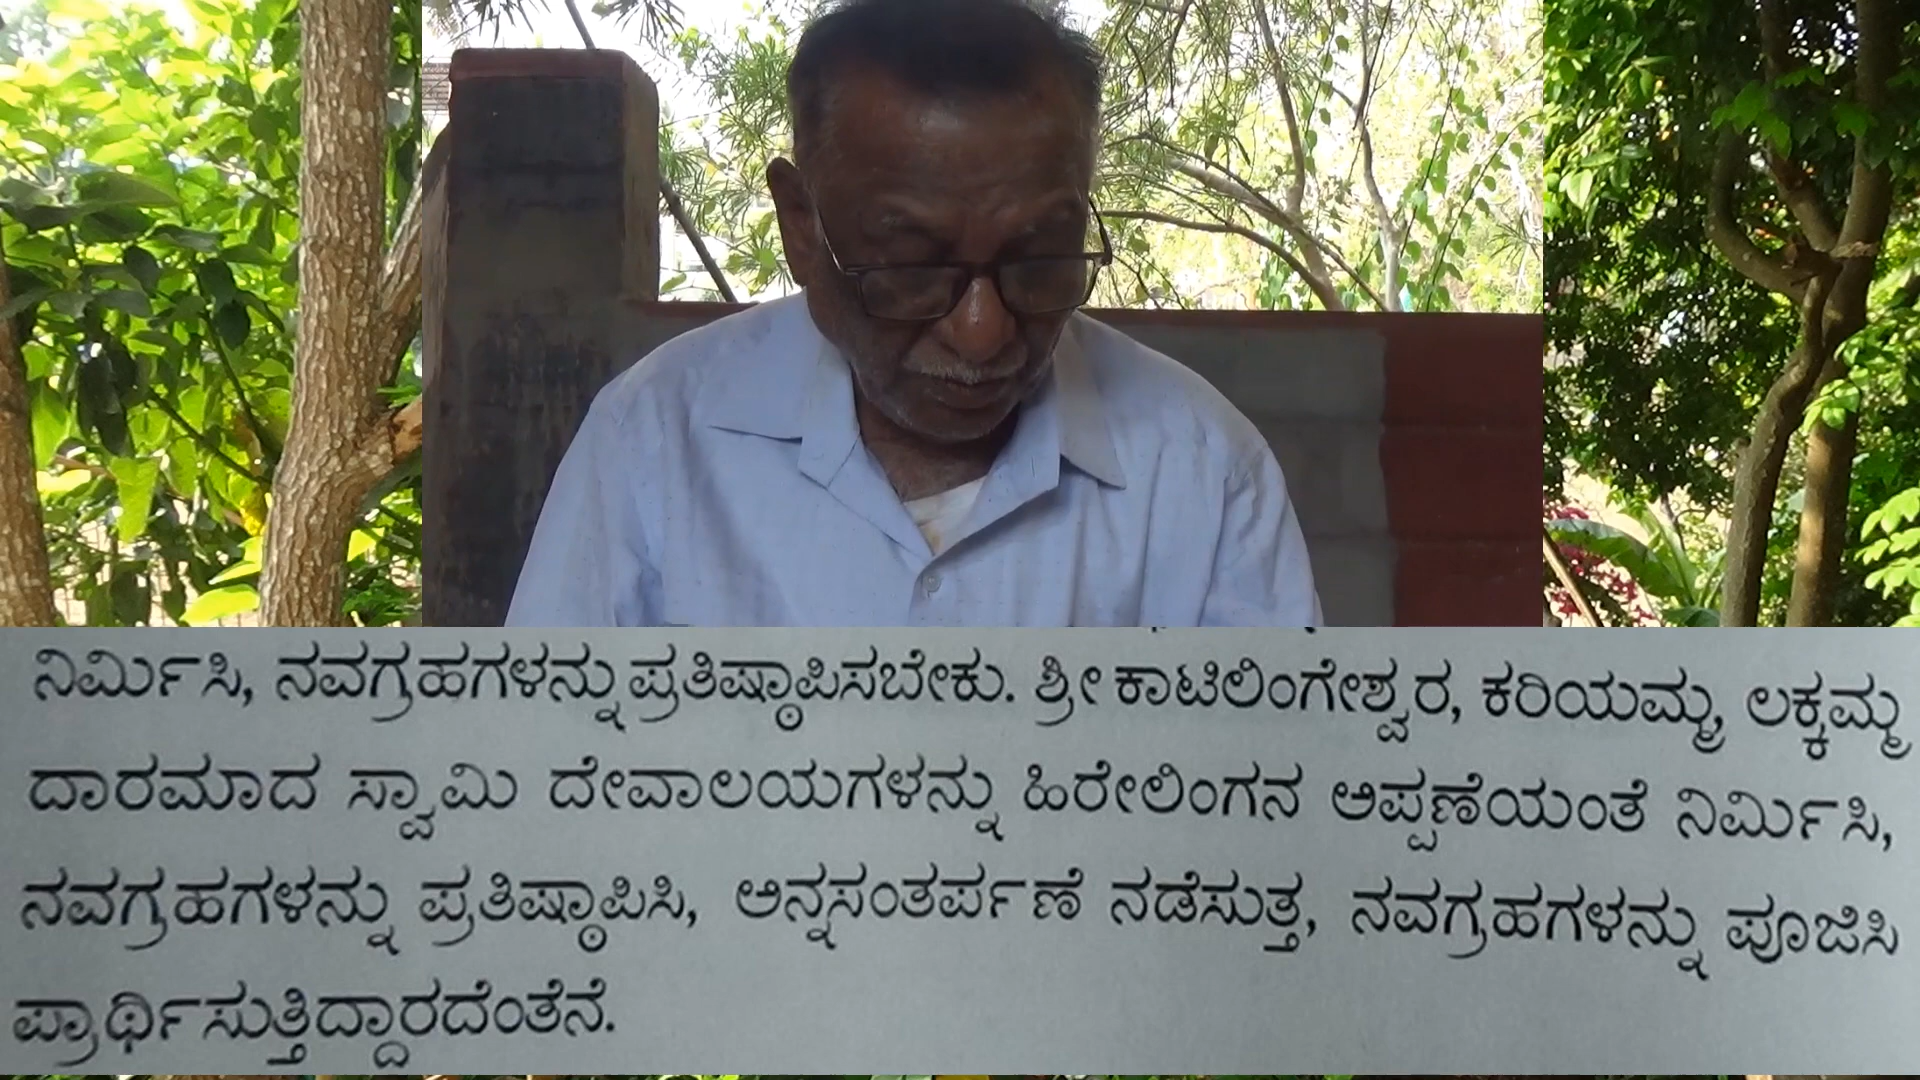 ನಿರ್ಮಿಸಿ, ನವಗ್ರಹಗಳನ್ನು ಪ್ರತಿಷ್ಠಾಪಿಸಬೇಕು. ಶ್ರೀ ಕಾಟಿಲಿಂಗೇಶ್ವರ, ಕರಿಯಮ್ಮ, ಲಕ್ಕಮ್ಮ
ದಾರಮಾದ ಸ್ವಾಮಿ ದೇವಾಲಯಗಳನ್ನು ಹಿರೇಲಿಂಗನ ಅಪ್ಪಣೆಯಂತೆ ನಿರ್ಮಿಸಿ,
ನವಗ್ರಹಗಳನ್ನು ಪ್ರತಿಷ್ಠಾಪಿಸಿ, ಅನ್ನಸಂತರ್ಪಣೆ ನಡೆಸುತ್ತ, ನವಗ್ರಹಗಳನ್ನು ಪೂಜಿಸಿ
ಪ್ರಾರ್ಥಿಸುತ್ತಿದ್ದಾರದೆಂತೆನೆ.